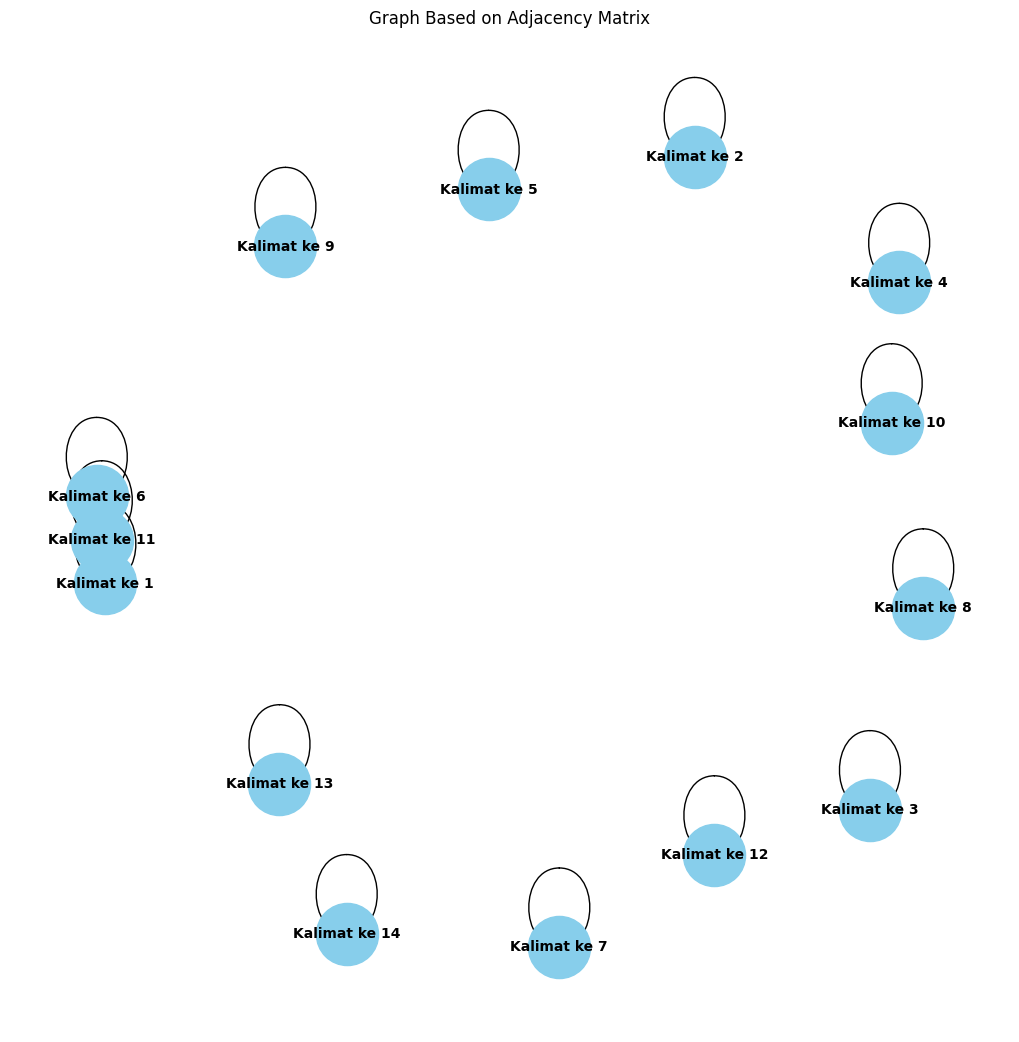 Graph Based on Adjacency Matrix
Kalimat ke 2
Kalimat ke 5
Kalimat ke 9
Kalimat ke 4
Kalimat ke 10
Kalimat ke 6
Kalimat ke 11
Kalimat ke 1
Kalimat ke 8
Kalimat ke 13
Kalimat ke 3
Kalimat ke 12
Kalimat ke 14
Kalimat ke 7